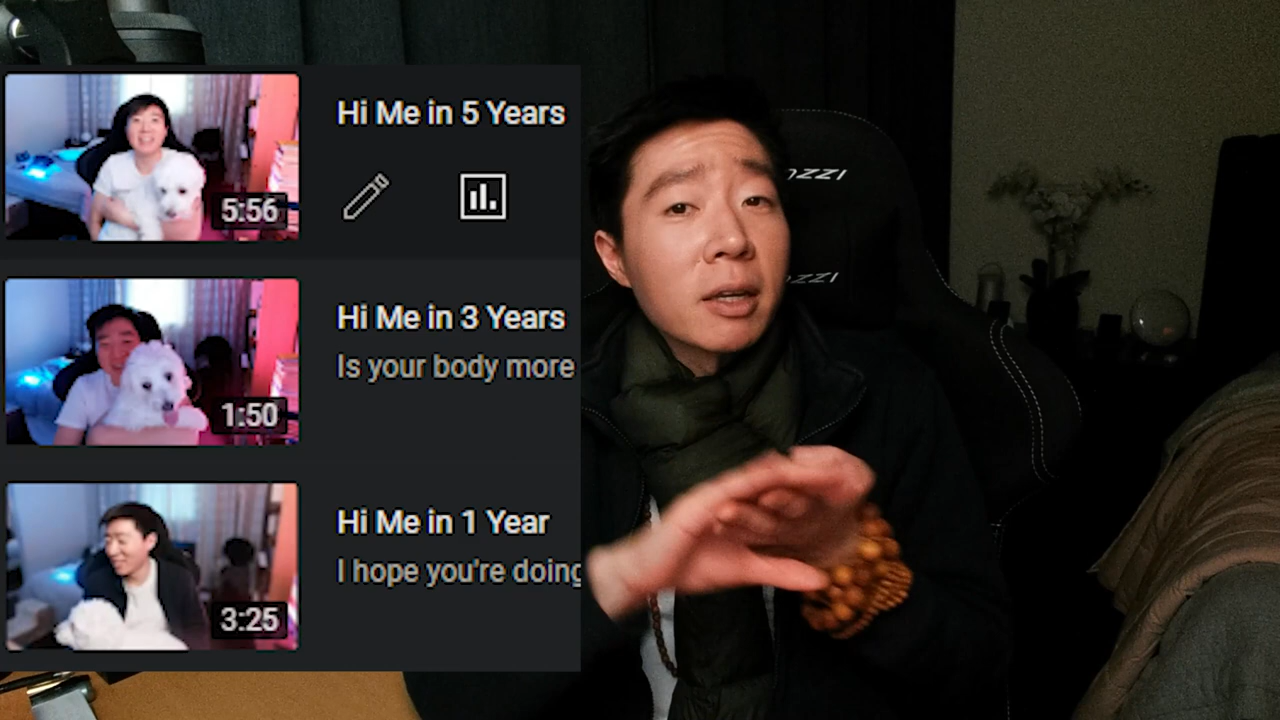 Hi Me in 5 Years
5:56
Hi Me in 3 Years
Is your body more
1:50
Hi Me in 1 Year
I hope you're doing
3:25